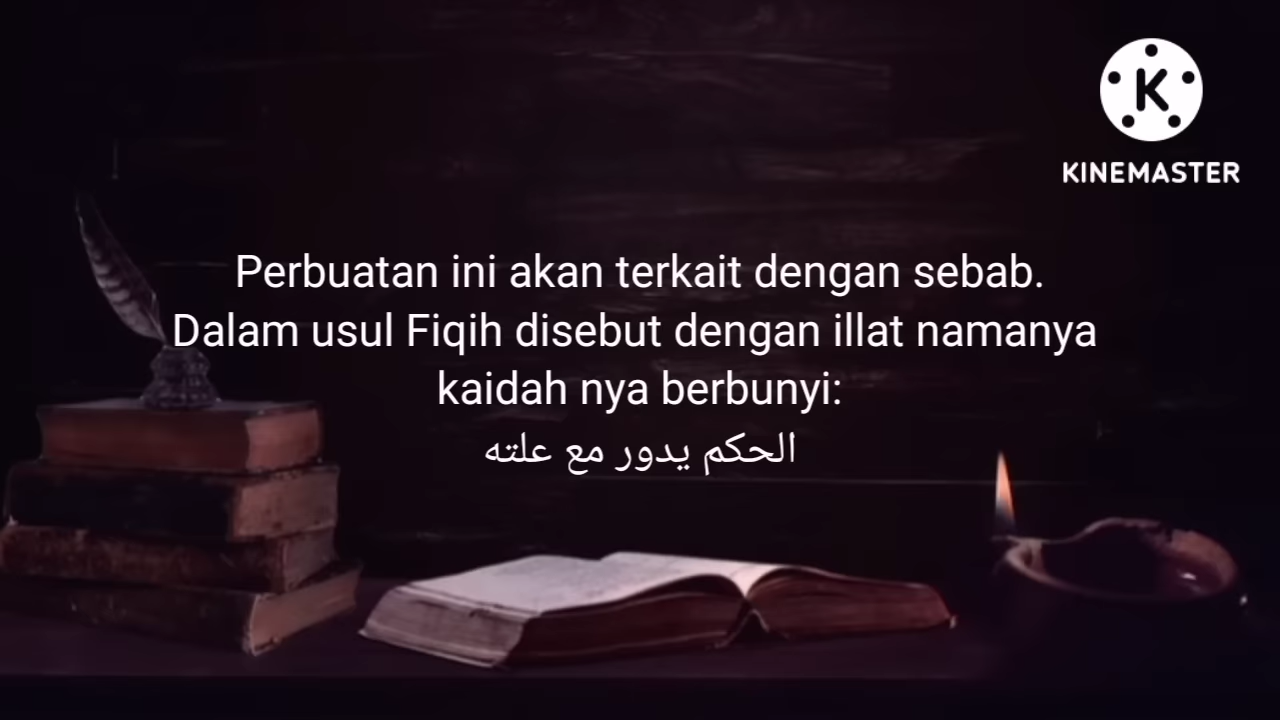 KINEMASTER
Perbuatan ini akan terkait dengan sebab.
Dalam usul Fiqih disebut dengan illat namanya
kaidah nya berbunyi:
الحكم يدور مع علته